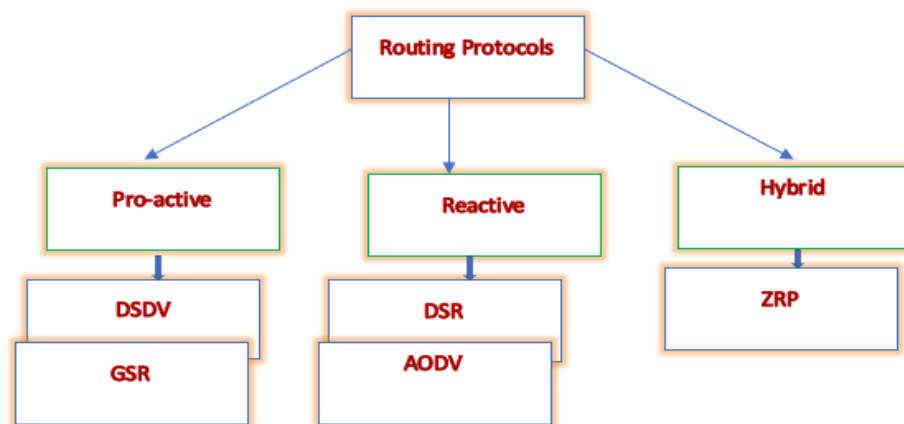 Routing Protocols
Pro-active
Reactive
Hybrid
DSDV
DSR
ZRP
GSR
AODV